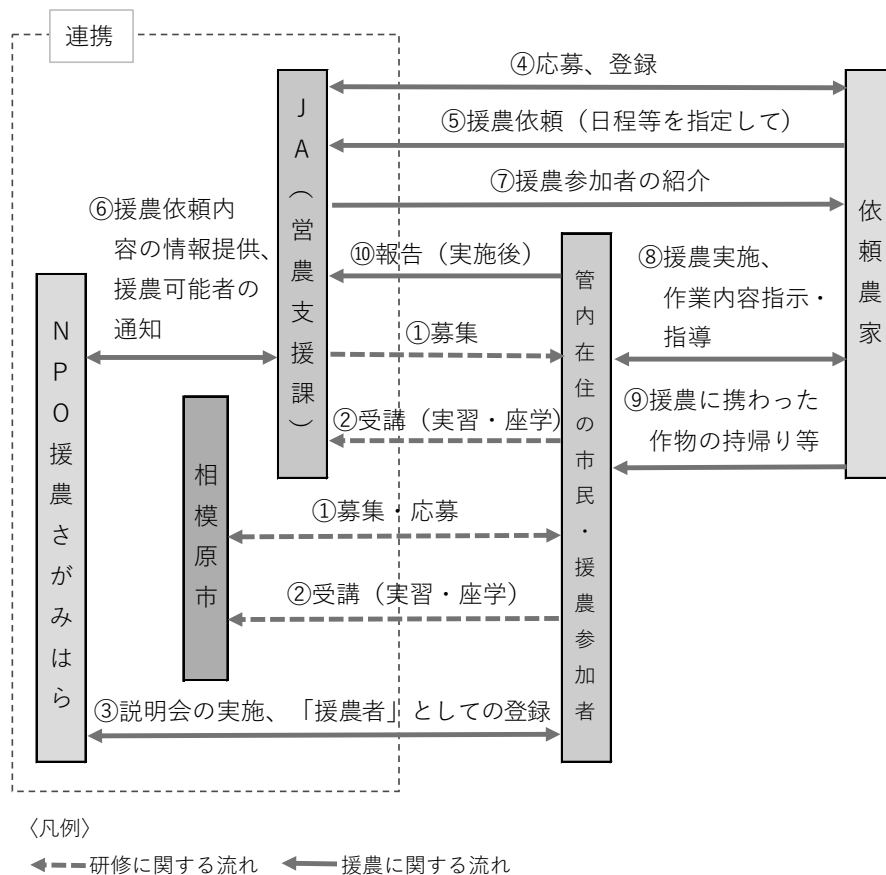 連携
④応募、登録
⑤援農依頼（日程等を指定して）
⑦援農参加者の紹介
⑥援農依頼内
容の情報提供、
援農可能者の
通知
⑩報告（実施後）
①募集
②受講（実習・座学）
⑧援農実施、
作業内容指示・
指導
⑨援農に携わった
作物の持帰り等
①募集・応募
②受講（実習・座学）
③説明会の実施、「援農者」としての登録
NPO援農さがみはら
相模原市
JA（営農支援課）
管内在住の市民・援農参加者
依頼農家
〈凡例〉
研修に関する流れ 援農に関する流れ